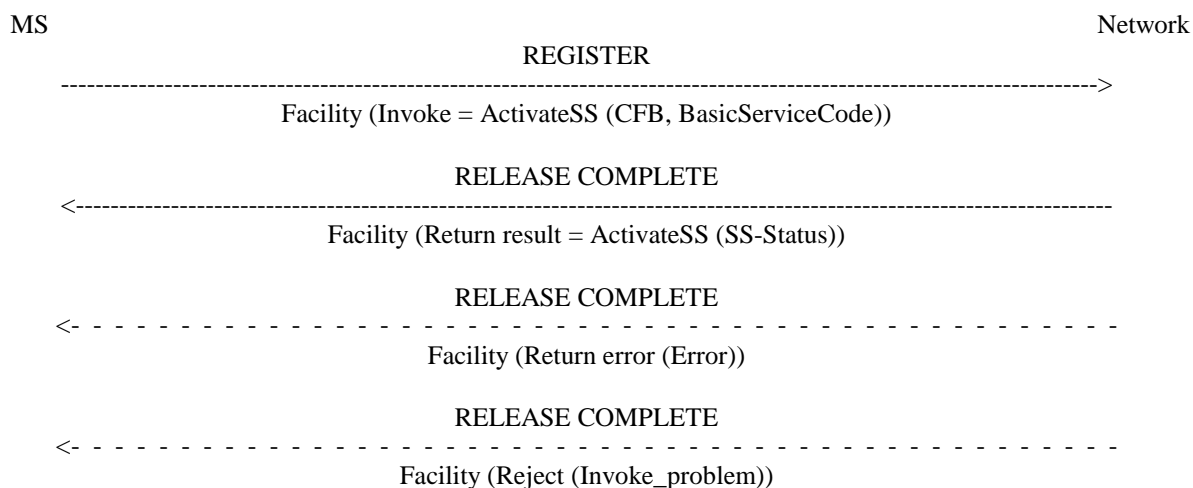 MS Network
REGISTER
Facility (Invoke = ActivateSS (CFB, BasicServiceCode))
RELEASE COMPLETE
Facility (Return result = ActivateSS (SS-Status))
RELEASE COMPLETE
Facility (Return error (Error))
RELEASE COMPLETE
Facility (Reject (Invoke_problem))